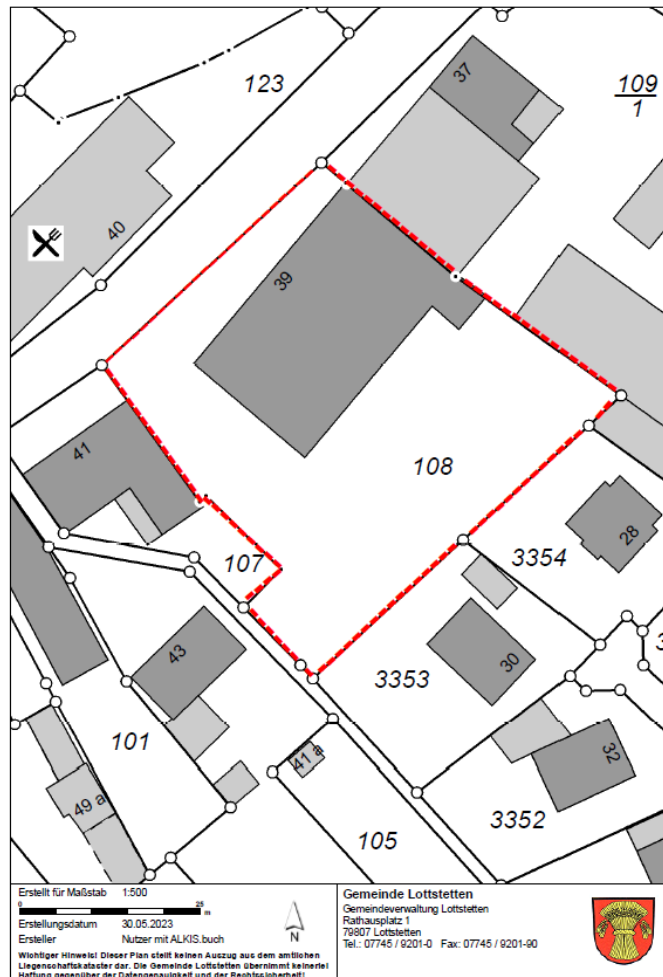 123
37
109
1
40
39
41
108
107
3354
28
43
3353
30
101
41 a
32
49 a
105
3352
Erstellt für Maßstab 1:500
25
m
Erstellungsdatum 30.05.2023
Ersteller Nutzer mit ALKIS.buch
Wichtiger Hinweis! Dieser Plan stellt keinen Auszug aus dem amtlichen
Liegenschaftskataster dar. Die Gemeinde Lottstetten übernimmt keinerlei
Haftung gegenüber der Datengenauigkeit und der Rechtssicherheit!
N
Gemeinde Lottstetten
Gemeindeverwaltung Lottstetten
Rathausplatz 1
79807 Lottstetten
Tel.: 07745 / 9201-0 Fax: 07745 / 9201-90